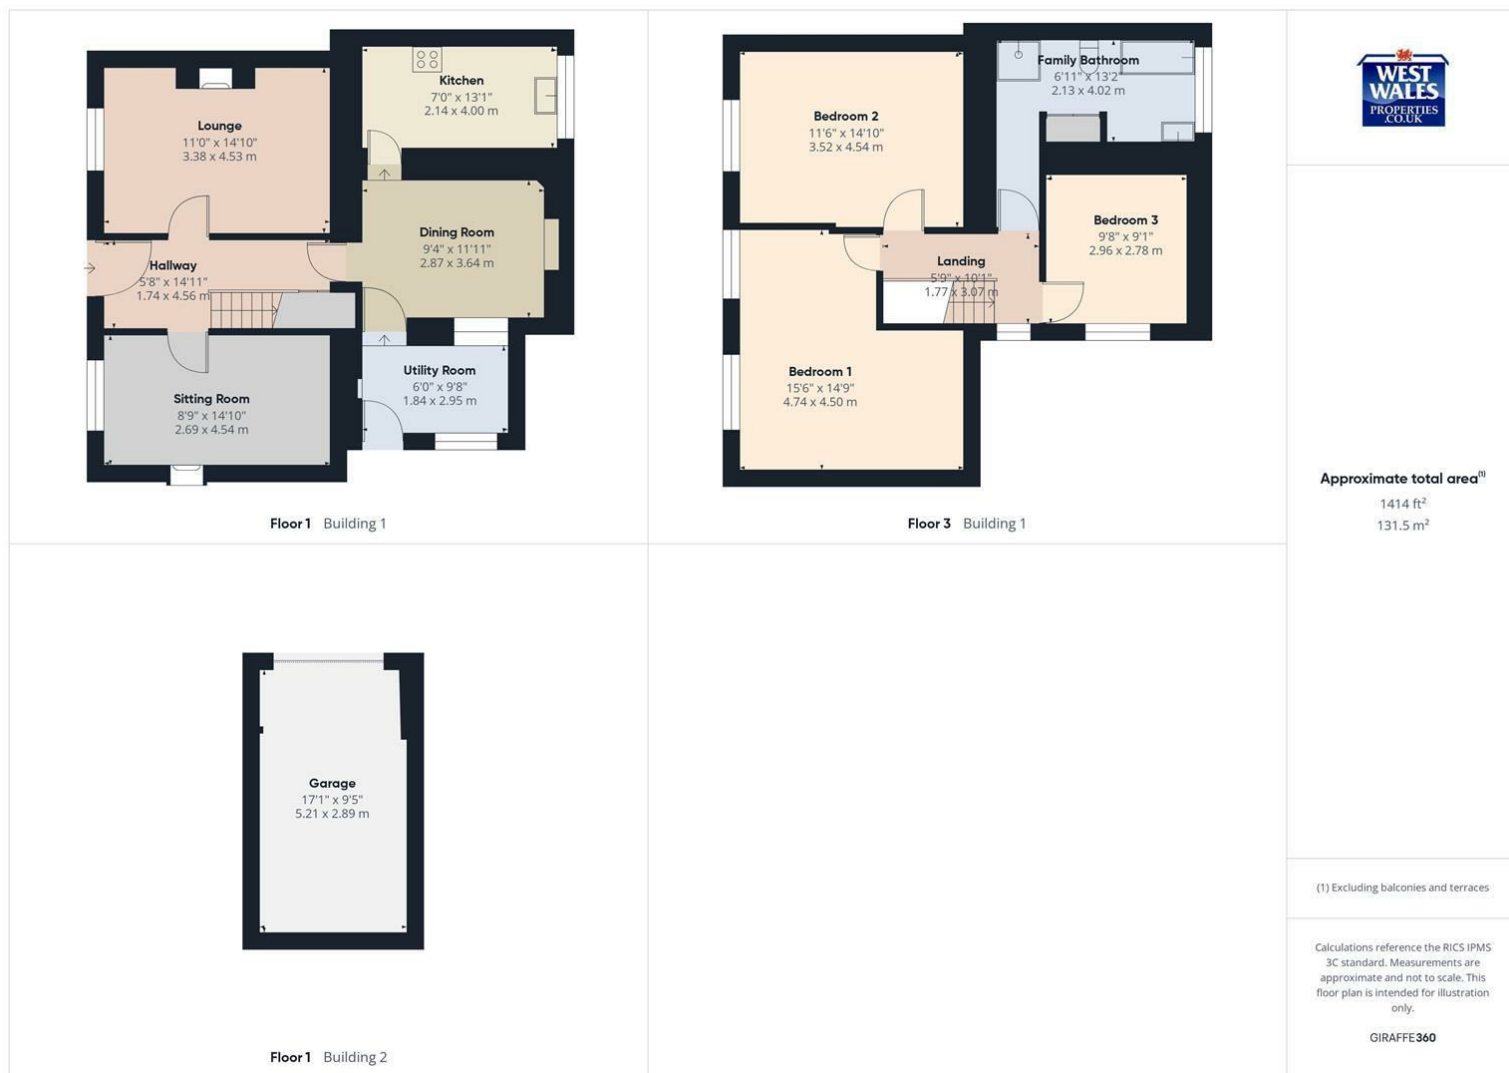 Lounge
11'0" x 14'10"
3.38 x 4.53 m
Kitchen
7'0" x 13'1"
2.14 x 4.00 m
Dining Room
9'4" x 11'11"
2.87 x 3.64 m
Hallway
5'8" x 14'11"
1.74 x 4.56 m
Sitting Room
8'9" x 14'10"
2.69 x 4.54 m
Utility Room
6'0" x 9'8"
1.84 x 2.95 m
Floor 1 Building 1
Bedroom 2
11'6" x 14'10"
3.52 x 4.54 m
Family Bathroom
6'11" x 13'2"
2.13 x 4.02 m
Bedroom 3
9'8" x 9'1"
2.96 x 2.78 m
Landing
5'9" x 10'1"
1.77 x 3.07 m
Bedroom 1
15'6" x 14'9"
4.74 x 4.50 m
Floor 3 Building 1
Garage
17'1" x 9'5"
5.21 x 2.89 m
Floor 1 Building 2
WEST
WALES
PROPERTIES
.CO.UK
Approximate total area(1)
1414 ft²
131.5 m²
(1) Excluding balconies and terraces
Calculations reference the RICS IPMS
3C standard. Measurements are
approximate and not to scale. This
floor plan is intended for illustration
only.
GIRAFFE360